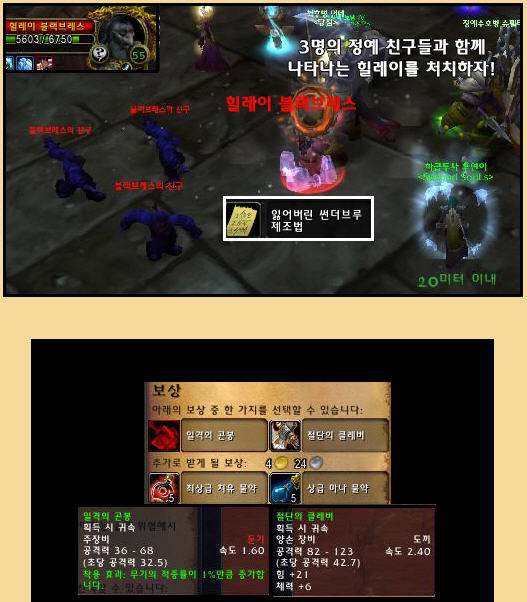 힐레이 블랙브레스
5603 / 6750
55
3명의 정예 친구들과 함께
나타나는 힐레이를 처치하자!
힐레이 블랙브레스
블랙브레스의 친구
블랙브레스의 친구
블랙브레스의 친구
잃어버린 썬더브루
제조법
20미터 이내
보상
아래의 보상 중 한 가지를 선택할 수 있습니다:
일격의 곤봉
절단의 클레버
추가로 받게 될 보상: 4 24
최상급 치유 물약
5
상급 마나 물약
5
일격의 곤봉
획득 시 귀속
주장비 둔기
공격력 36 - 68 속도 1.60
(초당 공격력 32.5)
착용 효과: 무기의 적중률이 1%만큼 증가합
니다.
절단의 클레버
획득 시 귀속
양손 장비 도끼
공격력 82 - 123 속도 2.40
(초당 공격력 42.7)
힘 +21
체력 +6